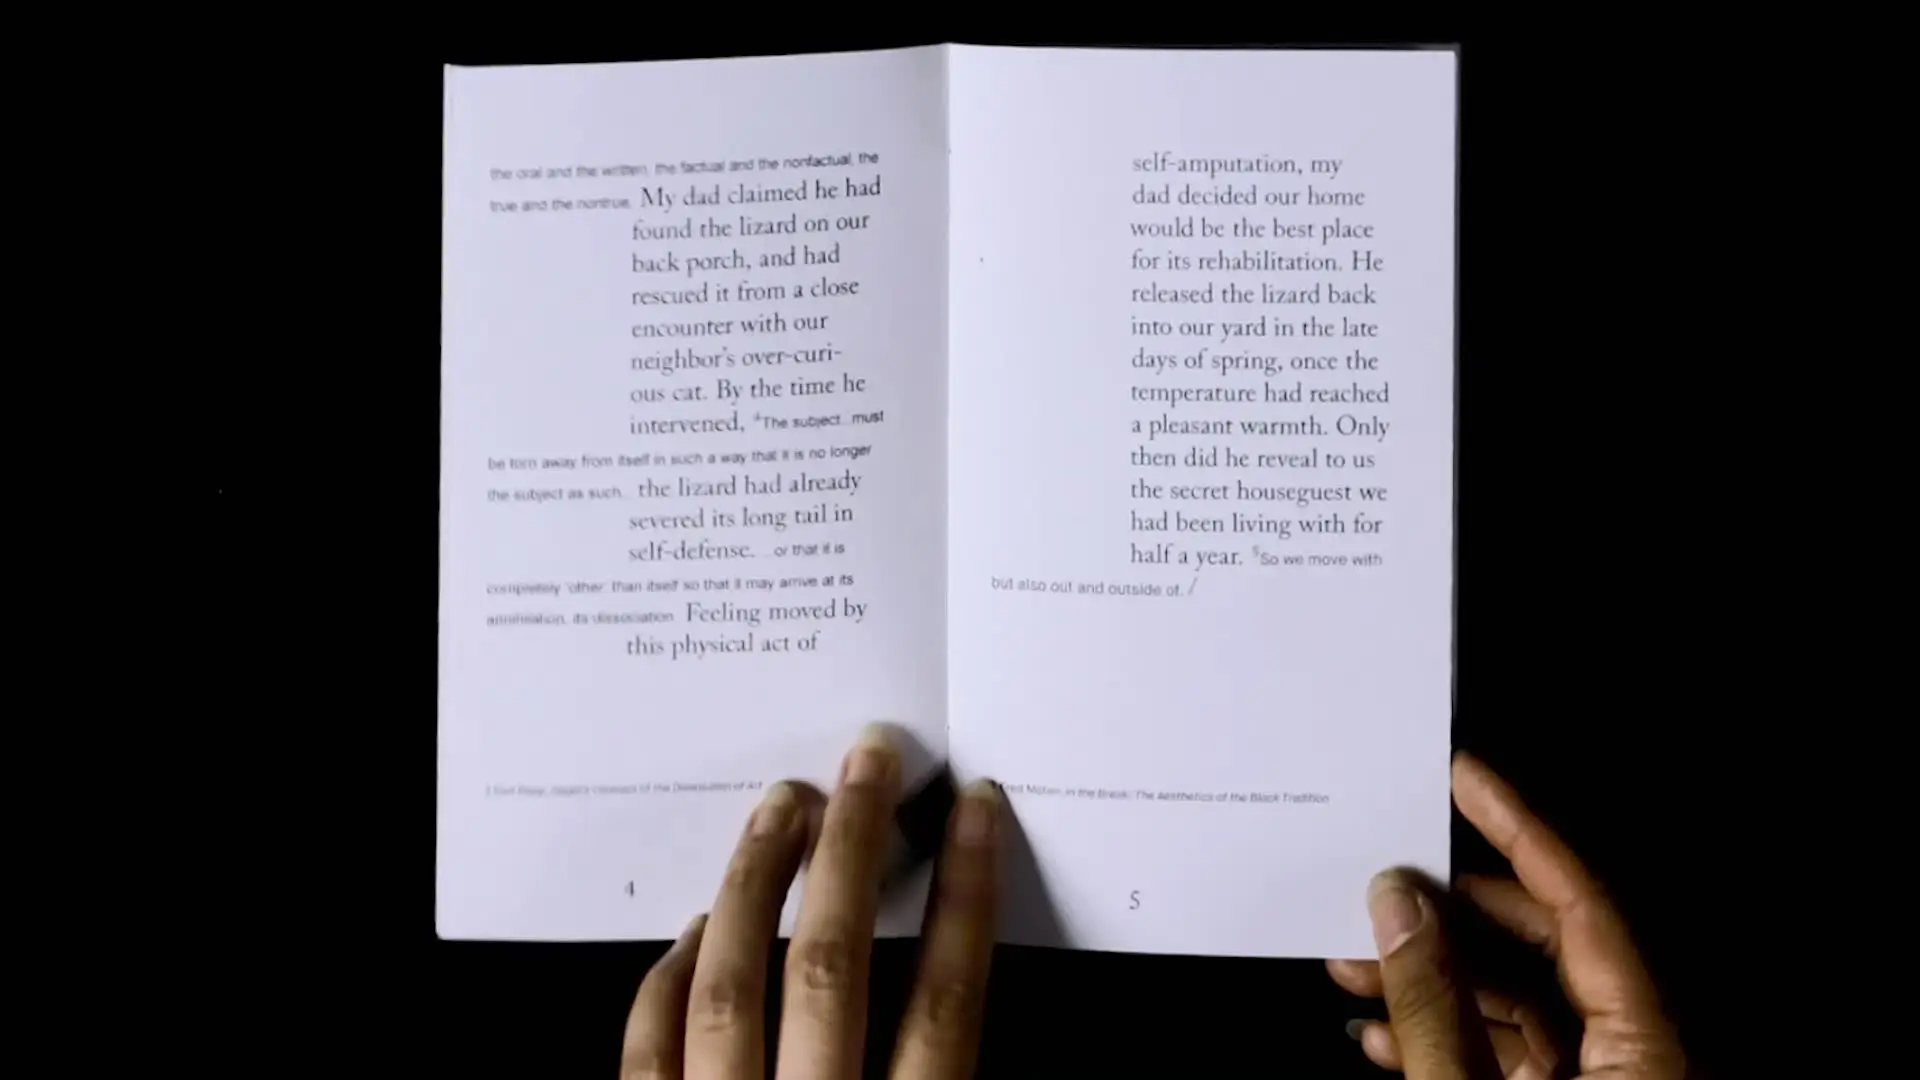 the oral and the written, the factual and the nonfactual, the
true and the nontrue. My dad claimed he had
found the lizard on our
back porch, and had
rescued it from a close
encounter with our
neighbor's over-curi-
ous cat. By the time he
intervened, ⁴The subject...must
be torn away from itself in such a way that it is no longer
the subject as such... the lizard had already
severed its long tail in
self-defense. ...or that it is
completely 'other' than itself so that it may arrive at its
annihilation, its dissociation. Feeling moved by
this physical act of
of the Dissolution of Art
4
self-amputation, my
dad decided our home
would be the best place
for its rehabilitation. He
released the lizard back
into our yard in the late
days of spring, once the
temperature had reached
a pleasant warmth. Only
then did he reveal to us
the secret houseguest we
had been living with for
half a year. ⁵So we move with
but also out and outside of. /
Fred Moten, In the Break: The Aesthetics of the Black Tradition
5